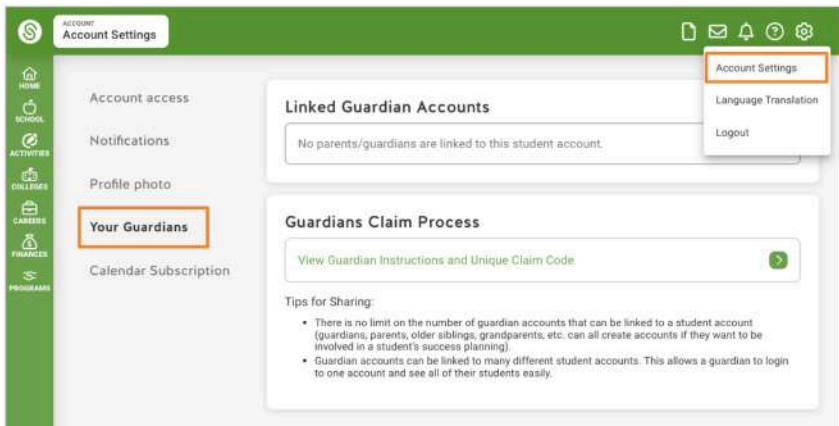 ACCOUNT
Account Settings
Account Settings
Language Translation
Logout
HOME
SCHOOL
ACTIVITIES
COLLEGES
CAREERS
FINANCES
PROGRAMS
Account access
Notifications
Profile photo
Your Guardians
Calendar Subscription
Linked Guardian Accounts
No parents/guardians are linked to this student account.
Guardians Claim Process
View Guardian Instructions and Unique Claim Code
Tips for Sharing:
• There is no limit on the number of guardian accounts that can be linked to a student account
(guardians, parents, older siblings, grandparents, etc. can all create accounts if they want to be
involved in a student's success planning).
• Guardian accounts can be linked to many different student accounts. This allows a guardian to login
to one account and see all of their students easily.